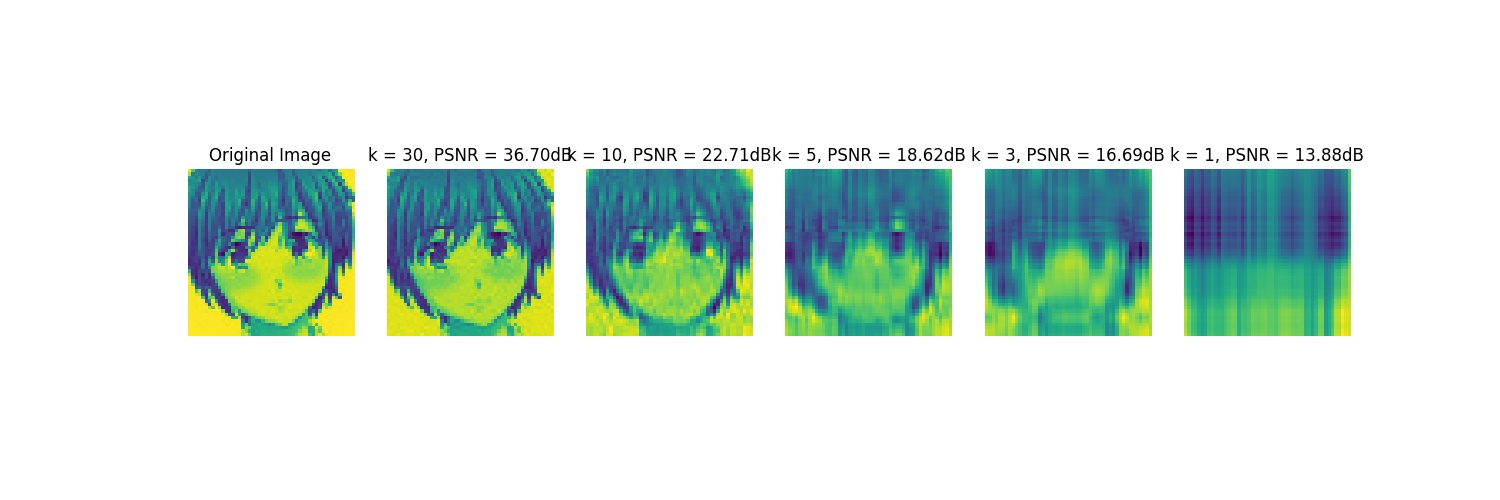 Original Image
k = 30, PSNR = 36.70dB
k = 10, PSNR = 22.71dB
k = 5, PSNR = 18.62dB
k = 3, PSNR = 16.69dB
k = 1, PSNR = 13.88dB